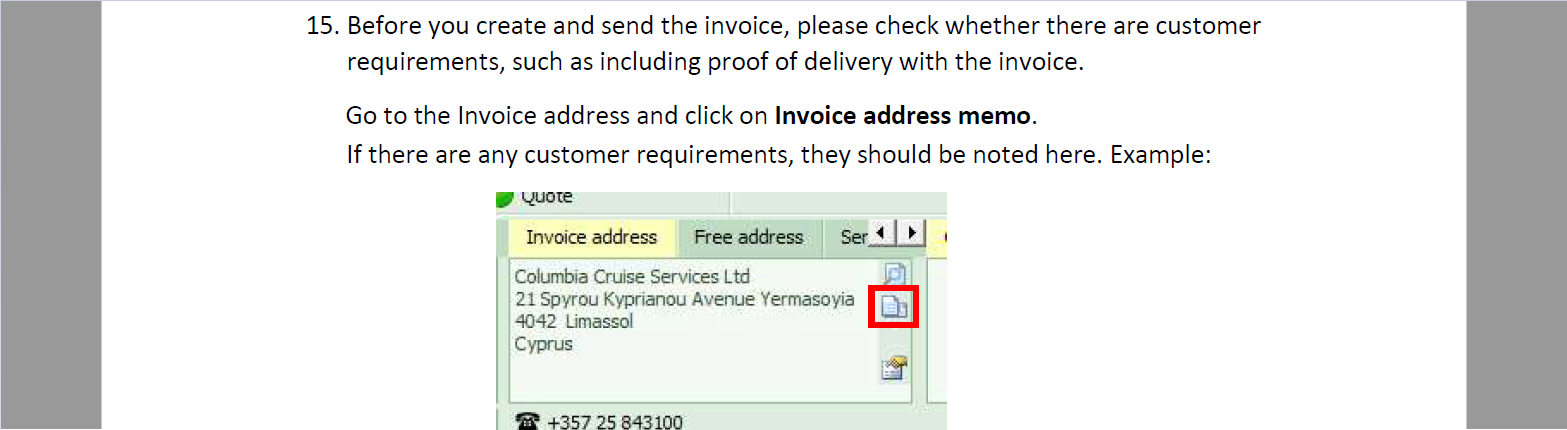 15. Before you create and send the invoice, please check whether there are customer
requirements, such as including proof of delivery with the invoice.
Go to the Invoice address and click on Invoice address memo.
If there are any customer requirements, they should be noted here. Example:
Quote
Invoice address Free address Ser
Columbia Cruise Services Ltd
21 Spyrou Kyprianou Avenue Yermasoyia
4042 Limassol
Cyprus
+357 25 843100